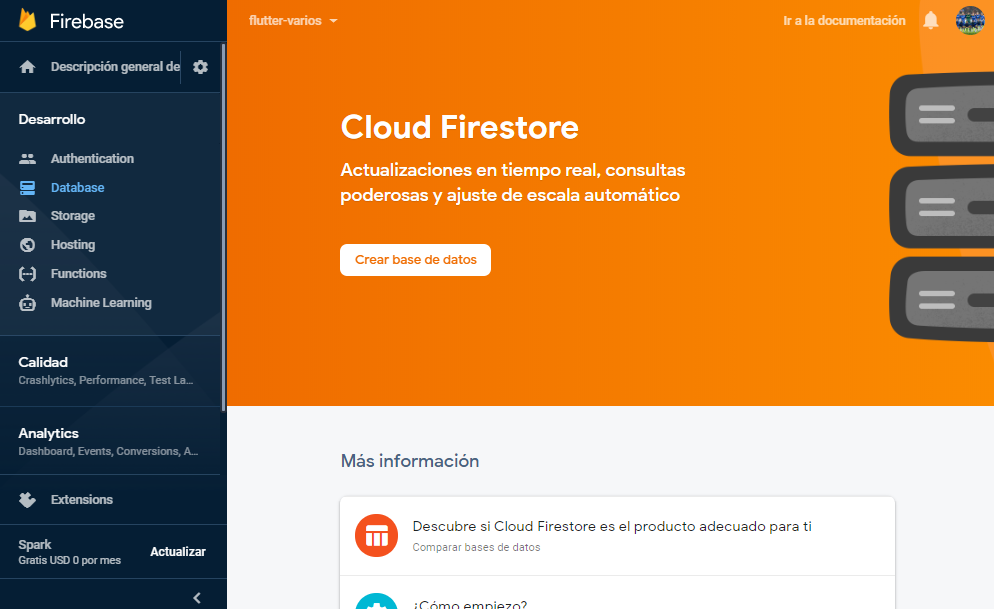 Firebase
flutter-varios
Ir a la documentación
Descripción general de
Desarrollo
Authentication
Database
Storage
Hosting
Functions
Machine Learning
Calidad
Crashlytics, Performance, Test La...
Analytics
Dashboard, Events, Conversions, A...
Extensions
Spark
Gratis USD 0 por mes
Actualizar
Cloud Firestore
Actualizaciones en tiempo real, consultas
poderosas y ajuste de escala automático
Crear base de datos
Más información
Descubre si Cloud Firestore es el producto adecuado para ti
Comparar bases de datos
¿Cómo empiezo?